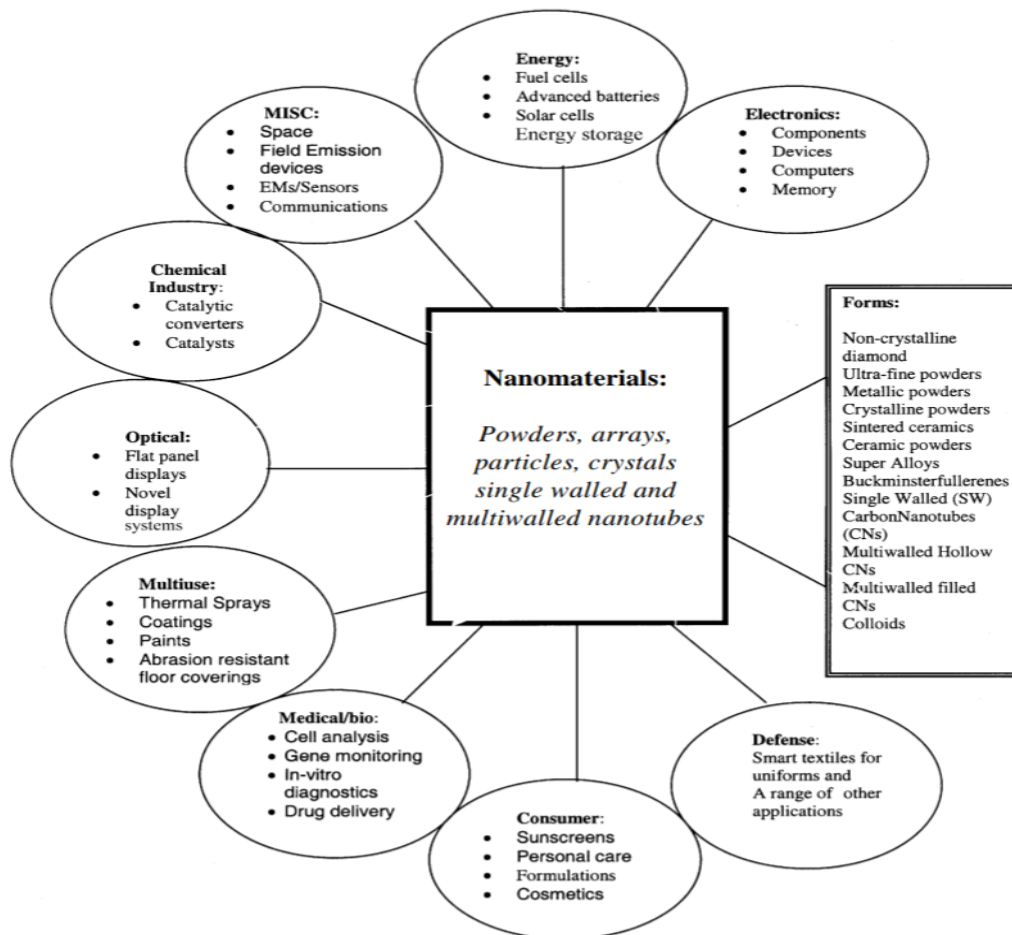 Energy:
• Fuel cells
• Advanced batteries
• Solar cells
Energy storage
MISC:
• Space
• Field Emission
devices
• EMs/Sensors
• Communications
Electronics:
• Components
• Devices
• Computers
• Memory
Chemical
Industry:
• Catalytic
converters
• Catalysts
Optical:
• Flat panel
displays
• Novel
display
systems
Multiuse:
• Thermal Sprays
• Coatings
• Paints
• Abrasion resistant
floor coverings
Medical/bio:
• Cell analysis
• Gene monitoring
• In-vitro
diagnostics
• Drug delivery
Consumer:
• Sunscreens
• Personal care
• Formulations
• Cosmetics
Defense:
Smart textiles for
uniforms and
A range of other
applications
Nanomaterials:
Powders, arrays,
particles, crystals
single walled and
multiwalled nanotubes
Forms:
Non-crystalline
diamond
Ultra-fine powders
Metallic powders
Crystalline powders
Sintered ceramics
Ceramic powders
Super Alloys
Buckminsterfullerenes
Single Walled (SW)
CarbonNanotubes
(CNs)
Multiwalled Hollow
CNs
Multiwalled filled
CNs
Colloids